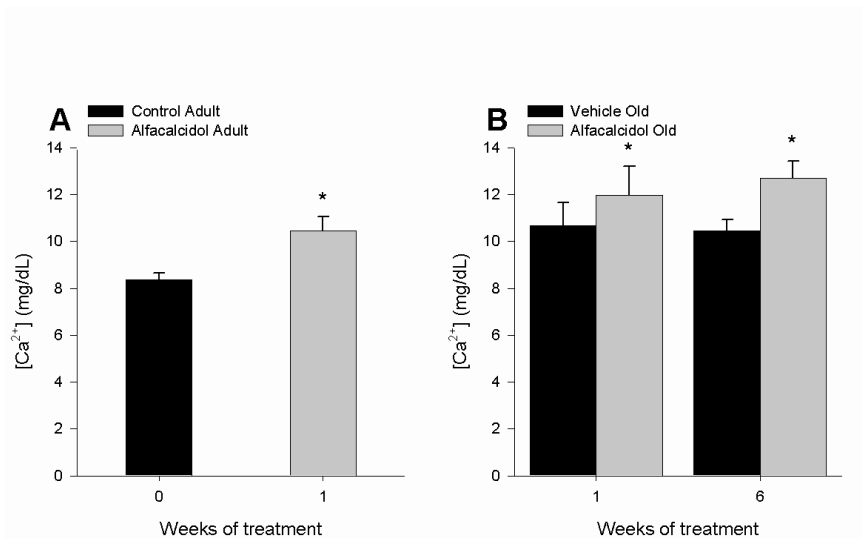 A
Control Adult
Alfacalcidol Adult
14
12
10
8
6
4
2
0
[Ca²⁺] (mg/dL)
*
0 1
Weeks of treatment
B
Vehicle Old
Alfacalcidol Old
14
12
10
8
6
4
2
0
[Ca²⁺] (mg/dL)
* *
1 6
Weeks of treatment